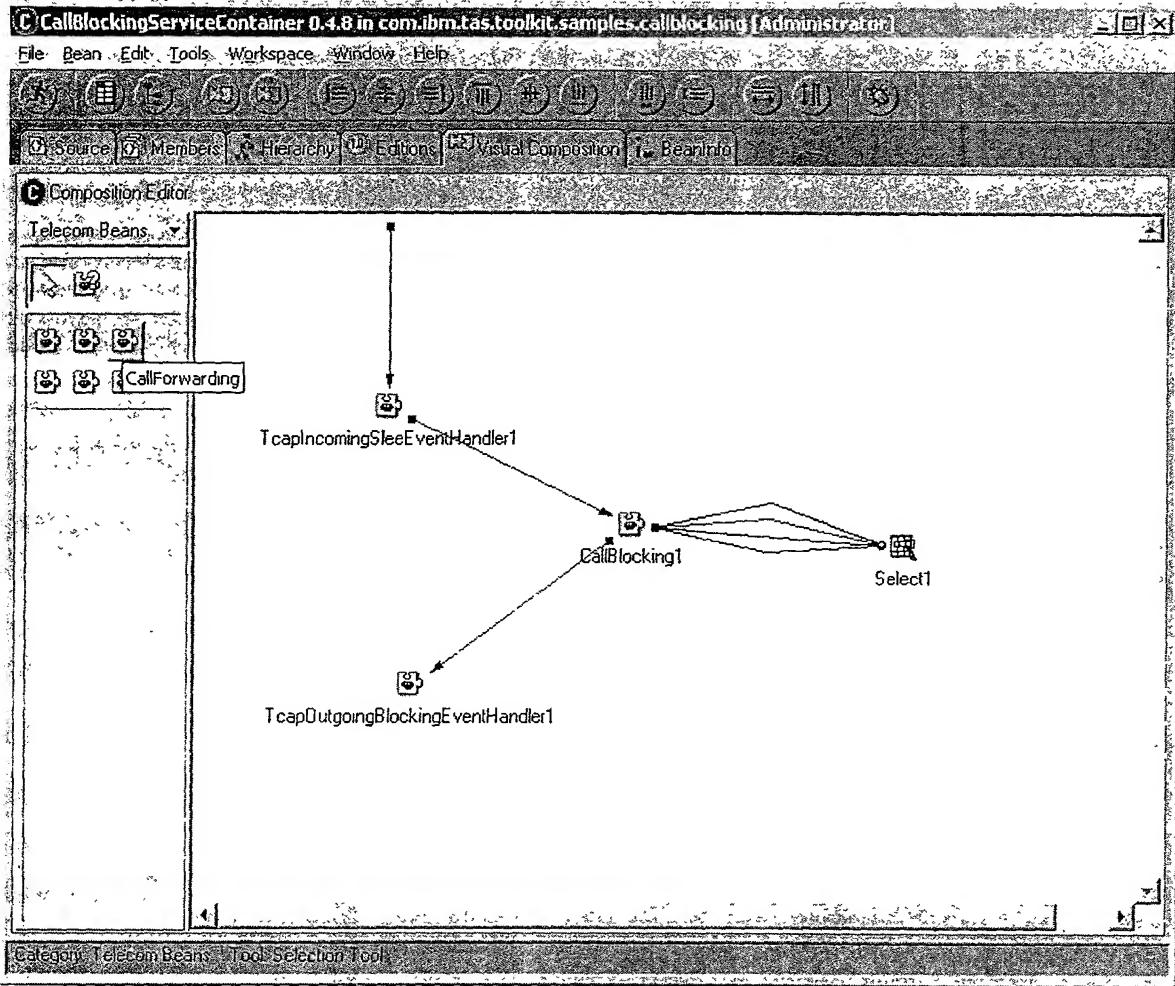 CallBlockingServiceContainer 0.4.8 in com.ibm.tas.toolkit.samples.callblocking [Administrator]
File Bean Edit Tools Workspace Window Help
Source Members Hierarchy Editions Visual Composition BeanInfo
Composition Editor
Telecom Beans
CallForwarding
TcapIncomingSleeEventHandler1
CallBlocking1
Select1
TcapOutgoingBlockingEventHandler1
Category: Telecom Beans Tool: Selection Tool